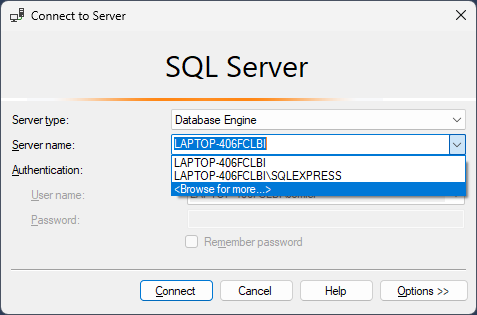 Connect to Server
SQL Server
Server type: Database Engine
Server name: LAPTOP-406FCLBI
LAPTOP-406FCLBI
Authentication: LAPTOP-406FCLBI\SQLEXPRESS
<Browse for more...>
User name:
Password:
Remember password
Connect Cancel Help Options >>